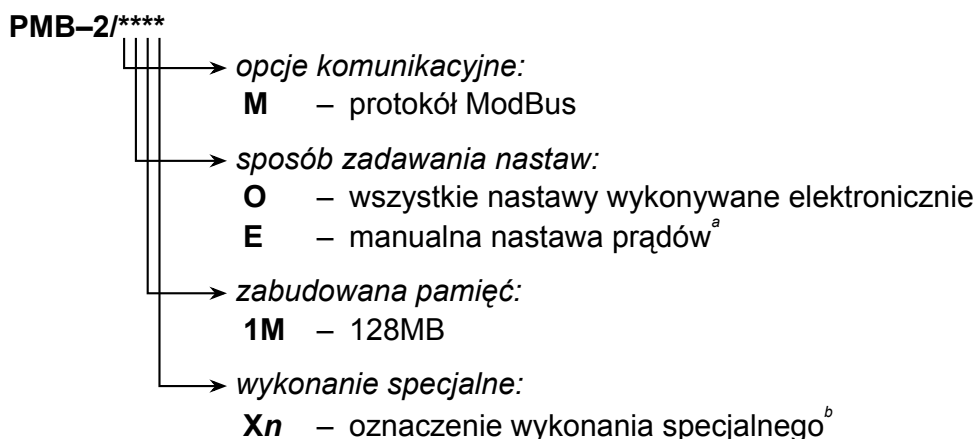 PMB–2/****
opcje komunikacyjne:
M – protokół ModBus
sposób zadawania nastaw:
O – wszystkie nastawy wykonywane elektronicznie
E – manualna nastawa prądów a
zabudowana pamięć:
1M – 128MB
wykonanie specjalne:
Xn – oznaczenie wykonania specjalnego b